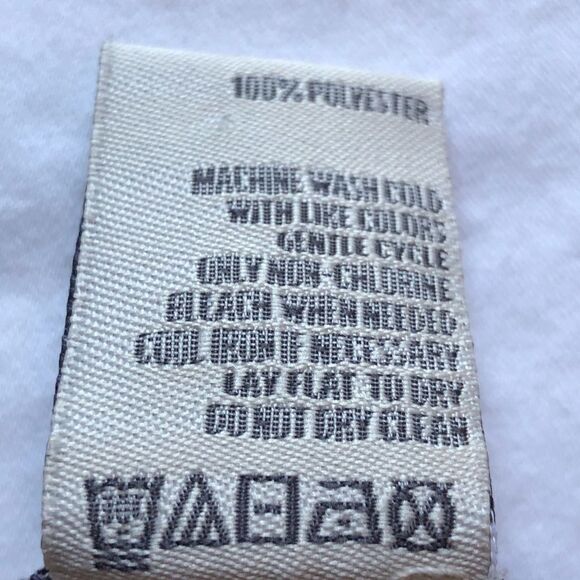 100% POLYESTER
MACHINE WASH COLD
WITH LIKE COLORS
GENTLE CYCLE
ONLY NON-CHLORINE
BLEACH WHEN NEEDED
COOL IRON IF NECESSARY
LAY FLAT TO DRY
DO NOT DRY CLEAN